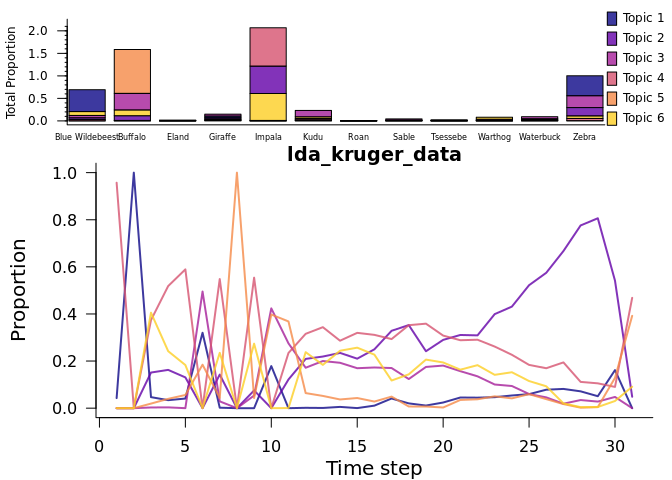 Total Proportion
2.0
1.5
1.0
0.5
0.0
Blue Wildebeest Buffalo Eland Giraffe Impala Kudu Roan Sable Tsessebe Warthog Waterbuck Zebra
Topic 1
Topic 2
Topic 3
Topic 4
Topic 5
Topic 6
lda_kruger_data
Proportion
1.0
0.8
0.6
0.4
0.2
0.0
0 5 10 15 20 25 30
Time step